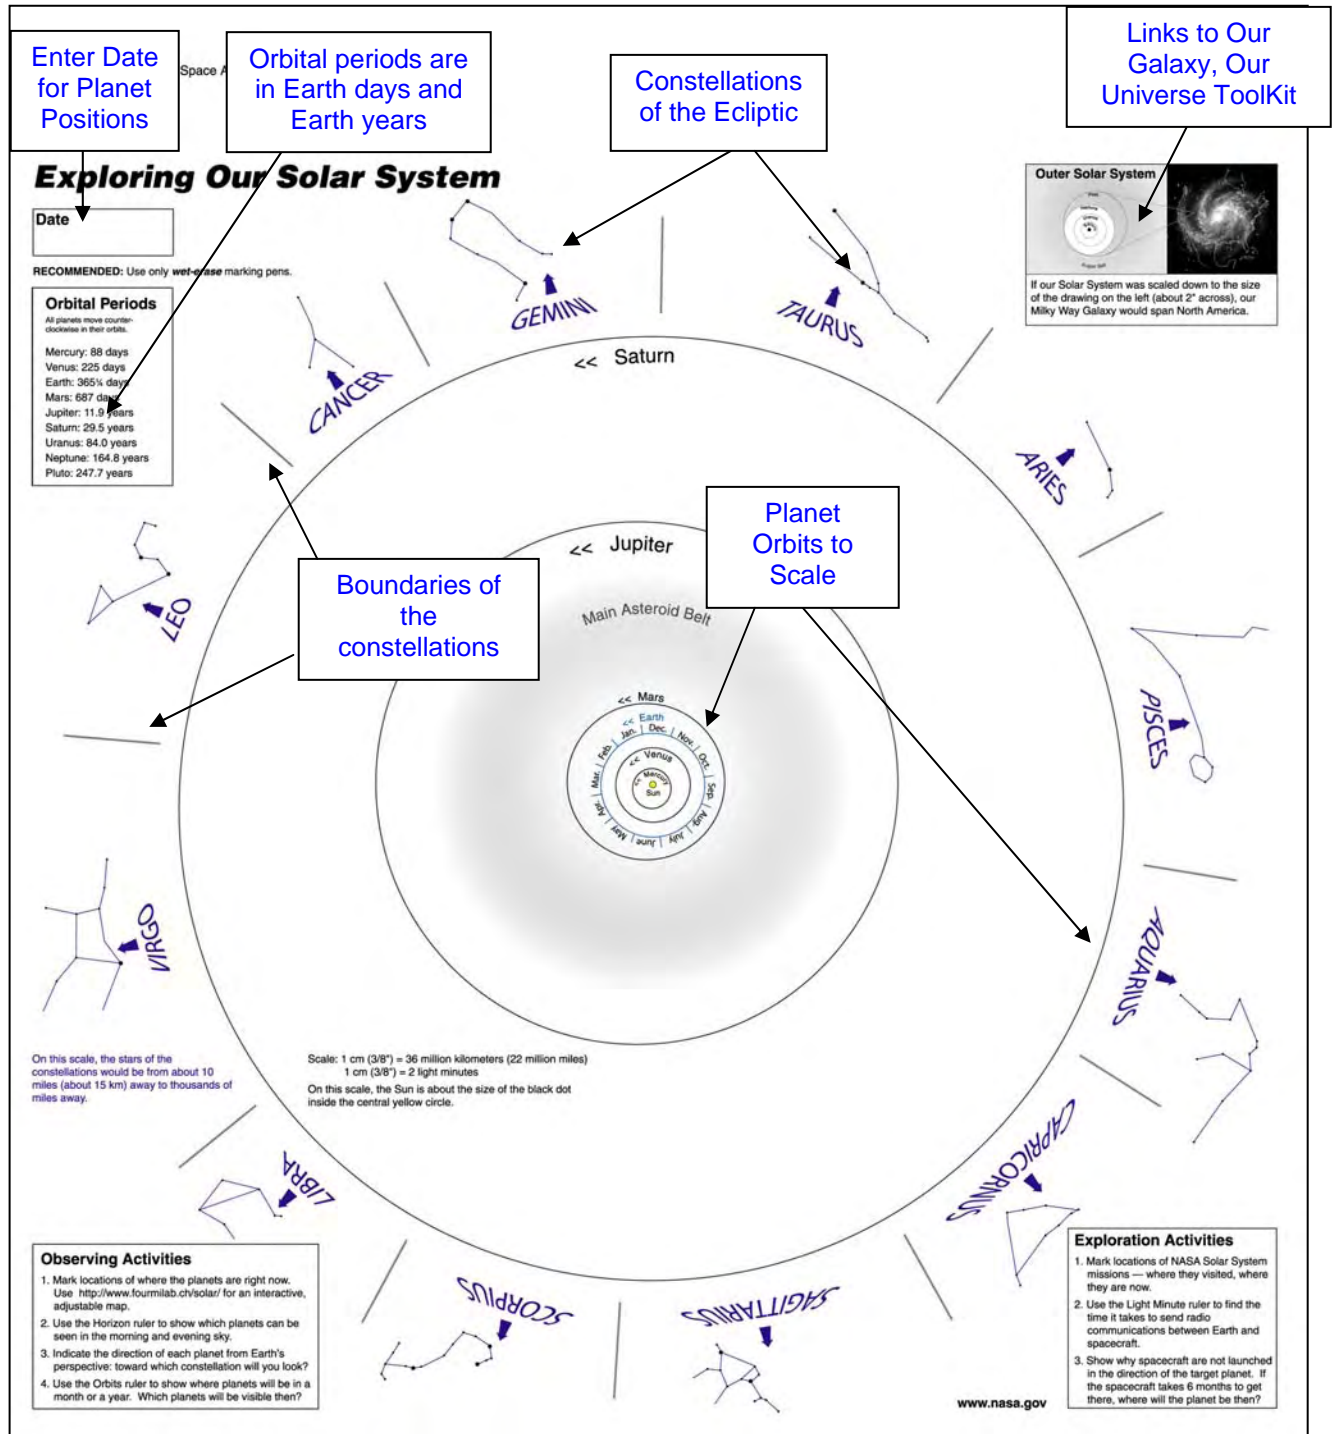 Enter Date
for Planet
Positions
Space A
Orbital periods are
in Earth days and
Earth years
Constellations
of the Ecliptic
Links to Our
Galaxy, Our
Universe ToolKit
Exploring Our Solar System
Date
RECOMMENDED: Use only wet-erase marking pens.
Orbital Periods
All planets move counter-
clockwise in their orbits.
Mercury: 88 days
Venus: 225 days
Earth: 365¼ days
Mars: 687 days
Jupiter: 11.9 years
Saturn: 29.5 years
Uranus: 84.0 years
Neptune: 164.8 years
Pluto: 247.7 years
Outer Solar System
If our Solar System was scaled down to the size
of the drawing on the left (about 2" across), our
Milky Way Galaxy would span North America.
GEMINI
TAURUS
CANCER
ARIES
LEO
PISCES
VIRGO
AQUARIUS
LIBRA
CAPRICORNUS
SCORPIUS
SAGITTARIUS
<< Saturn
<< Jupiter
Planet
Orbits to
Scale
Boundaries of
the
constellations
Main Asteroid Belt
<< Mars
<< Earth
Jan.
Dec.
Nov.
Oct.
Sep.
Aug.
July
June
May
Apr.
Mar.
Feb.
<< Venus
<< Mercury
Sun
On this scale, the stars of the
constellations would be from about 10
miles (about 15 km) away to thousands of
miles away.
Scale: 1 cm (3/8") = 36 million kilometers (22 million miles)
1 cm (3/8") = 2 light minutes
On this scale, the Sun is about the size of the black dot
inside the central yellow circle.
Observing Activities
1. Mark locations of where the planets are right now.
Use http://www.fourmilab.ch/solar/ for an interactive,
adjustable map.
2. Use the Horizon ruler to show which planets can be
seen in the morning and evening sky.
3. Indicate the direction of each planet from Earth's
perspective: toward which constellation will you look?
4. Use the Orbits ruler to show where planets will be in a
month or a year. Which planets will be visible then?
Exploration Activities
1. Mark locations of NASA Solar System
missions — where they visited, where
they are now.
2. Use the Light Minute ruler to find the
time it takes to send radio
communications between Earth and
spacecraft.
3. Show why spacecraft are not launched
in the direction of the target planet. If
the spacecraft takes 6 months to get
there, where will the planet be then?
www.nasa.gov